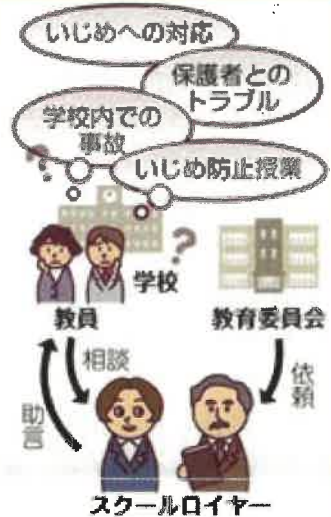 いじめへの対応
保護者との
トラブル
学校内での
事故
いじめ防止授業
?
学校
教員
教育委員会
相談
助言
依頼
スクールロイヤー